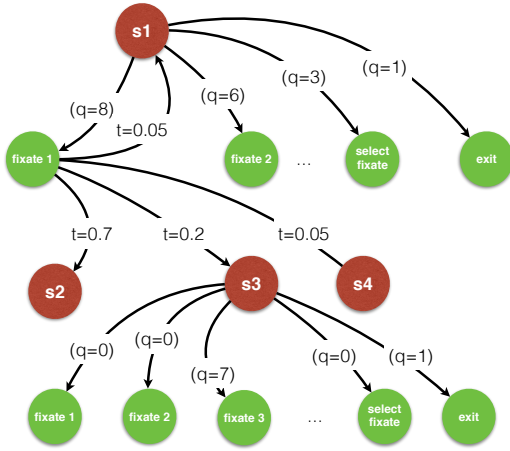 s1
(q=1)
(q=3)
(q=8)
(q=6)
t=0.05
fixate 1
fixate 2
...
select
fixate
exit
t=0.7
t=0.2
t=0.05
s2
s3
s4
(q=0)
(q=0)
(q=7)
(q=0)
(q=1)
fixate 1
fixate 2
fixate 3
...
select
fixate
exit